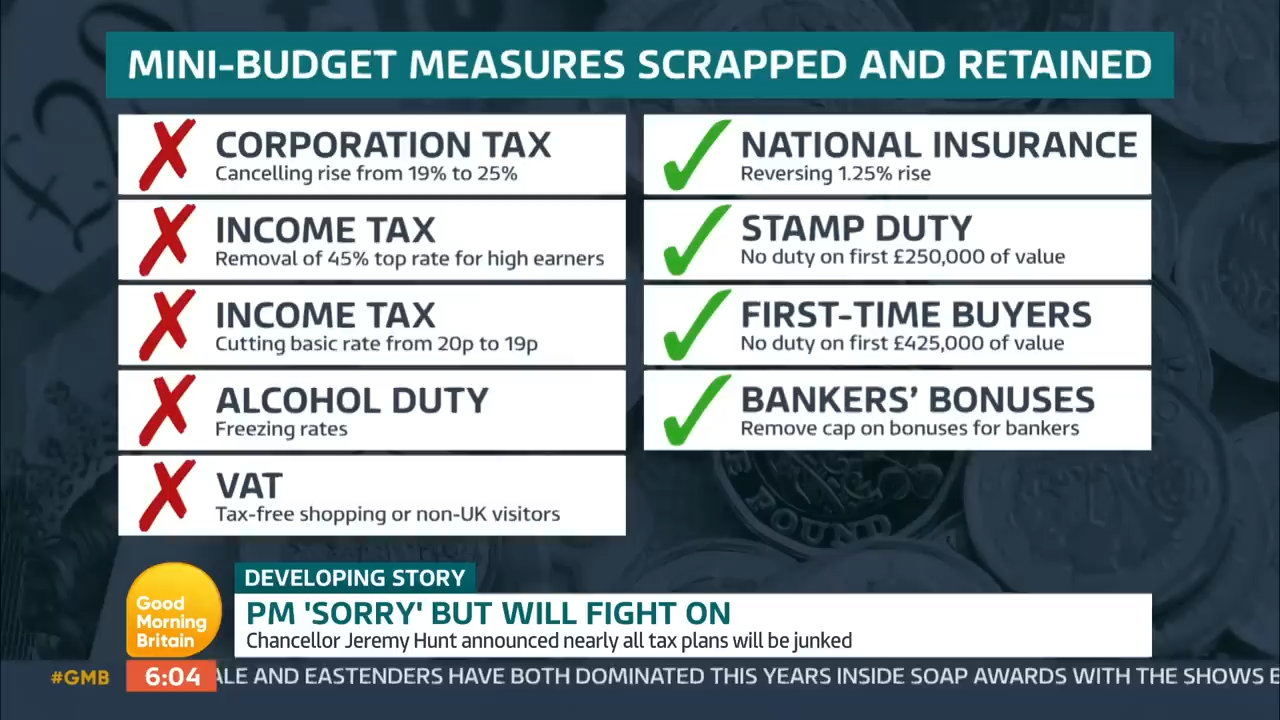 MINI-BUDGET MEASURES SCRAPPED AND RETAINED
CORPORATION TAX
Cancelling rise from 19% to 25%
INCOME TAX
Removal of 45% top rate for high earners
INCOME TAX
Cutting basic rate from 20p to 19p
ALCOHOL DUTY
Freezing rates
VAT
Tax-free shopping or non-UK visitors
NATIONAL INSURANCE
Reversing 1.25% rise
STAMP DUTY
No duty on first £250,000 of value
FIRST-TIME BUYERS
No duty on first £425,000 of value
BANKERS’ BONUSES
Remove cap on bonuses for bankers
POUND
Good
Morning
Britain
DEVELOPING STORY
PM 'SORRY' BUT WILL FIGHT ON
Chancellor Jeremy Hunt announced nearly all tax plans will be junked
#GMB
6:04
ALE AND EASTENDERS HAVE BOTH DOMINATED THIS YEARS INSIDE SOAP AWARDS WITH THE SHOWS